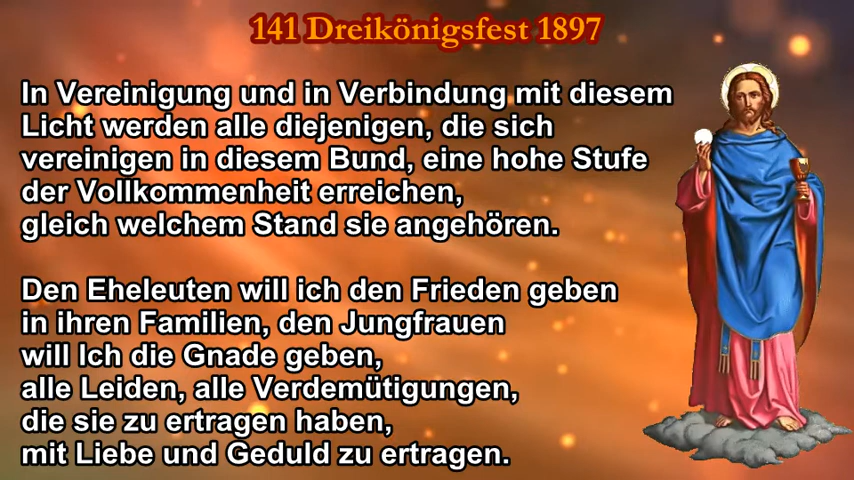 141 Dreikönigsfest 1897
In Vereinigung und in Verbindung mit diesem
Licht werden alle diejenigen, die sich
vereinigen in diesem Bund, eine hohe Stufe
der Vollkommenheit erreichen,
gleich welchem Stand sie angehören.
Den Eheleuten will ich den Frieden geben
in ihren Familien, den Jungfrauen
will Ich die Gnade geben,
alle Leiden, alle Verdemütigungen,
die sie zu ertragen haben,
mit Liebe und Geduld zu ertragen.